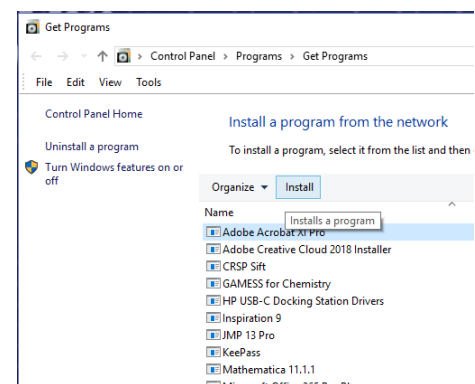 Get Programs
Control Panel > Programs > Get Programs
File Edit View Tools
Control Panel Home
Uninstall a program
Turn Windows features on or
off
Install a program from the network
To install a program, select it from the list and then
Organize Install
Name
Installs a program
Adobe Acrobat XI Pro
Adobe Creative Cloud 2018 Installer
CRSP Sift
GAMESS for Chemistry
HP USB-C Docking Station Drivers
Inspiration 9
JMP 13 Pro
KeePass
Mathematica 11.1.1